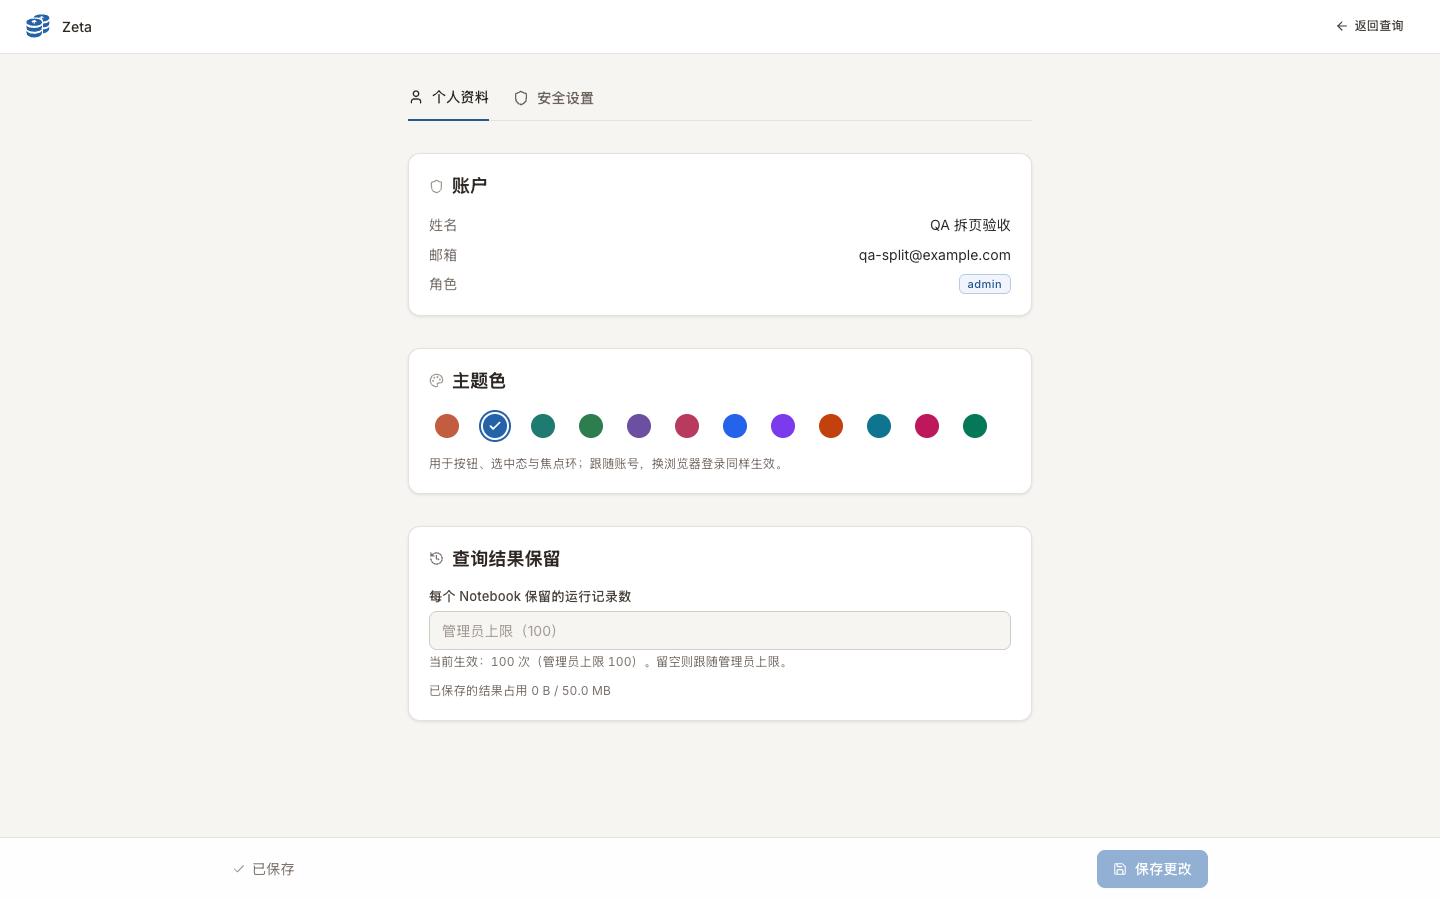 Zeta
返回查询
个人资料
安全设置
账户
姓名
QA 拆页验收
邮箱
qa-split@example.com
角色
admin
主题色
用于按钮、选中态与焦点环；跟随账号，换浏览器登录同样生效。
查询结果保留
每个 Notebook 保留的运行记录数
管理员上限（100）
当前生效：100 次（管理员上限 100）。留空则跟随管理员上限。
已保存的结果占用 0 B / 50.0 MB
已保存
保存更改